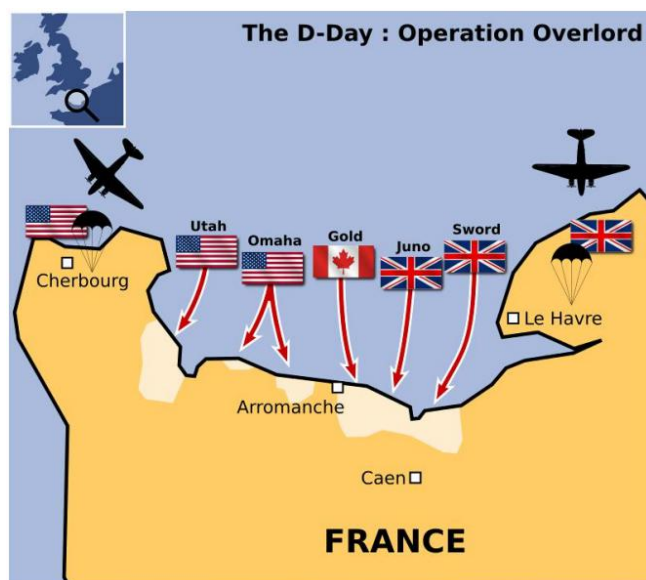 The D-Day : Operation Overlord
Utah
Omaha
Gold
Juno
Sword
Cherbourg
Le Havre
Arromanche
Caen
FRANCE